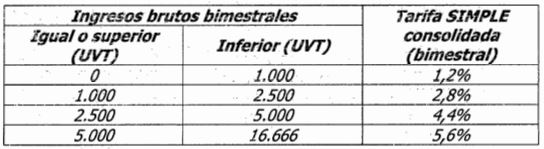 Ingresos brutos bimestrales
Tarifa SIMPLE
consolidada
(bimestral)
Igual o superior
(UVT)
Inferior (UVT)
0 1.000 1,2%
1.000 2.500 2,8%
2.500 5.000 4,4%
5.000 16.666 5,6%